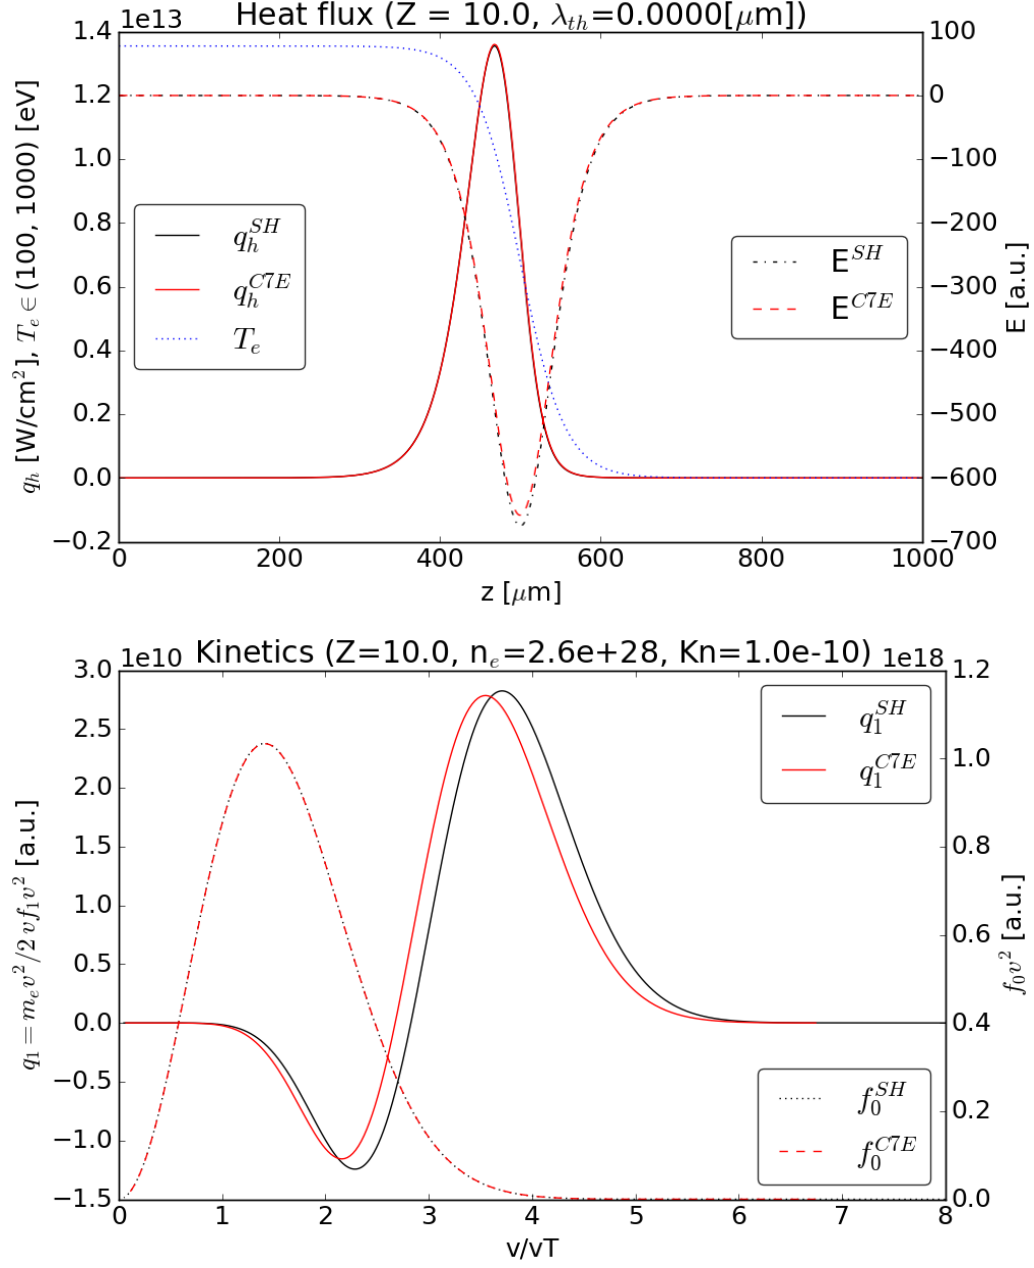 Heat flux (Z = 10.0, λ_th=0.0000[μm])
1e13
1.4
1.2
1.0
0.8
0.6
0.4
0.2
0.0
−0.2
q_h [W/cm²], T_e ∈ (100, 1000) [eV]
q_h^SH
q_h^C7E
T_e
E^SH
E^C7E
100
0
−100
−200
−300
−400
−500
−600
−700
E [a.u.]
0
200
400
600
800
1000
z [μm]
Kinetics (Z=10.0, n_e=2.6e+28, Kn=1.0e-10)
1e10
1e18
3.0
2.5
2.0
1.5
1.0
0.5
0.0
−0.5
−1.0
−1.5
q_1 = m_e v²/2 v f_1 v² [a.u.]
q_1^SH
q_1^C7E
f_0^SH
f_0^C7E
1.2
1.0
0.8
0.6
0.4
0.2
0.0
f_0 v² [a.u.]
0
1
2
3
4
5
6
7
8
v/vT